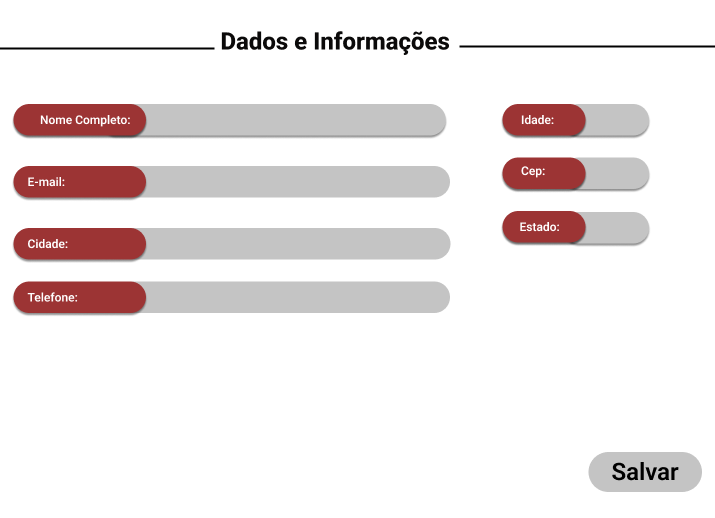 Dados e Informações
Nome Completo:
Idade:
E-mail:
Cep:
Cidade:
Estado:
Telefone:
Salvar